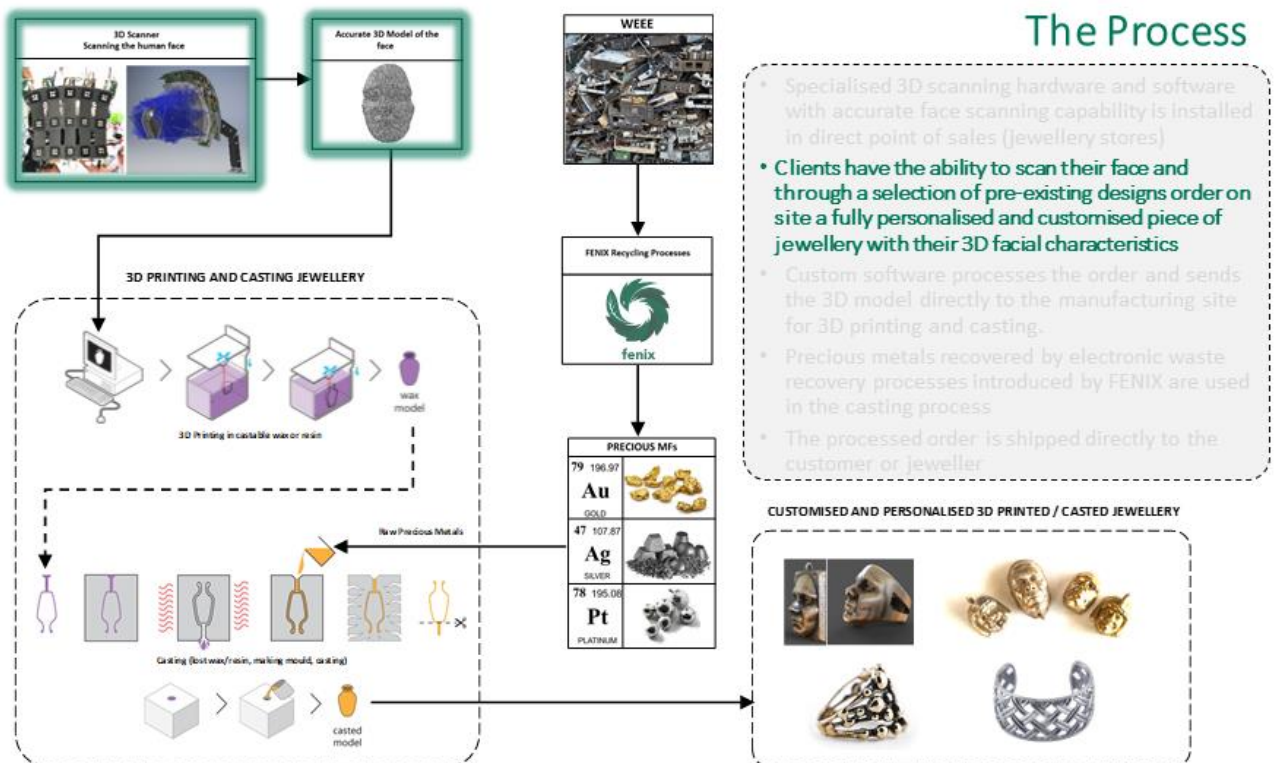 The Process
3D Scanner
Scanning the human face
Accurate 3D Model of the
face
WEEE
• Specialised 3D scanning hardware and software
with accurate face scanning capability is installed
in direct point of sales (Jewellery stores)
• Clients have the ability to scan their face and
through a selection of pre-existing designs order on
site a fully personalised and customised piece of
jewellery with their 3D facial characteristics
• Custom software processes the order and sends
the 3D model directly to the manufacturing site
for 3D printing and casting.
• Precious metals recovered by electronic waste
recovery processes introduced by FENIX are used
in the casting process
• The processed order is shipped directly to the
customer or jeweller
FENIX Recycling Processes
fenix
3D PRINTING AND CASTING JEWELLERY
wax
model
3D Printing in castable wax or resin
PRECIOUS MFs
79 196.97
Au
GOLD
47 107.87
Ag
SILVER
78 195.08
Pt
PLATINUM
Raw Precious Metals
Casting (lost wax/resin, making mould, casting)
casted
model
CUSTOMISED AND PERSONALISED 3D PRINTED / CASTED JEWELLERY